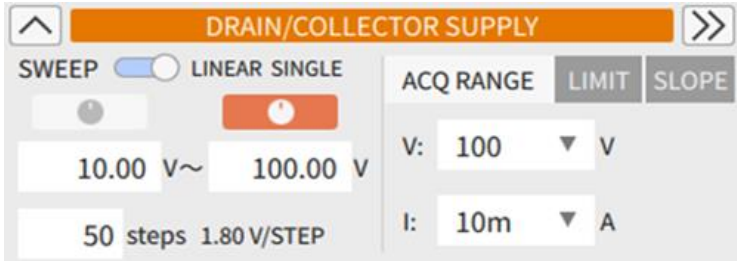 DRAIN/COLLECTOR SUPPLY
SWEEP LINEAR SINGLE
10.00 V～ 100.00 V
50 steps 1.80 V/STEP
ACQ RANGE LIMIT SLOPE
V: 100 ▼ V
I: 10m ▼ A